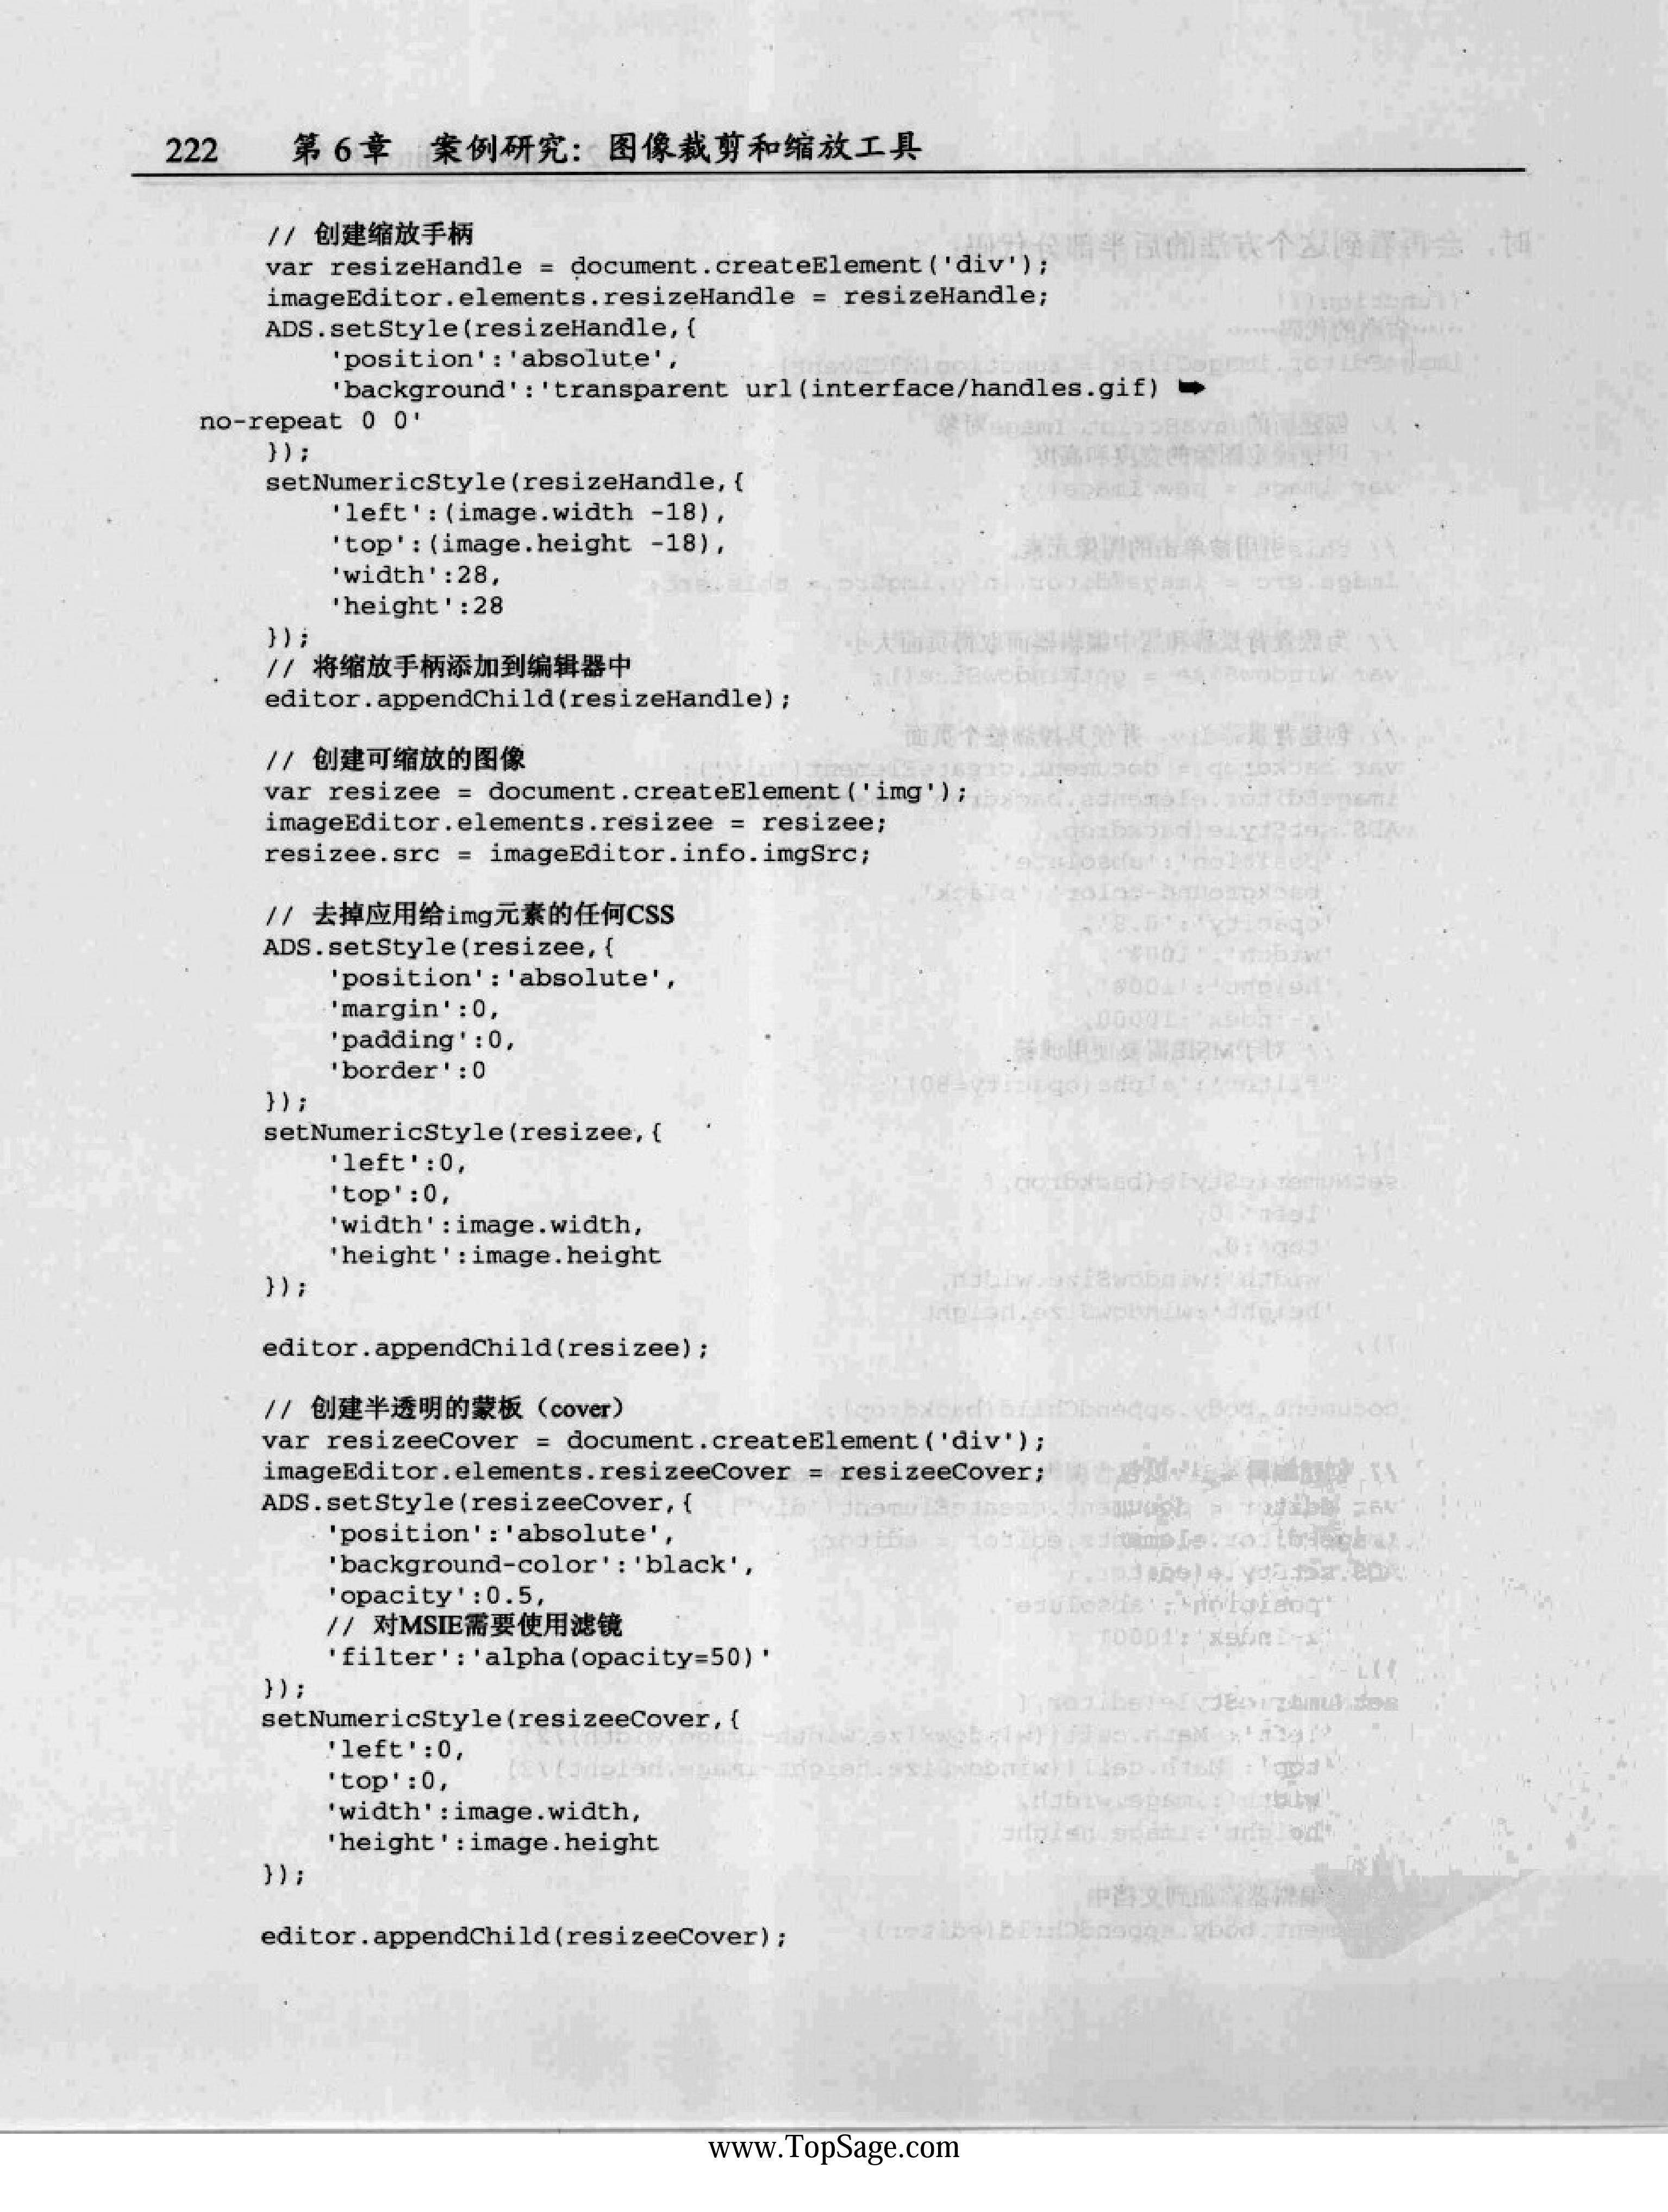 222 第 6 章 案例研究：图像裁剪和缩放工具
// 创建缩放手柄
var resizeHandle = document.createElement('div');
imageEditor.elements.resizeHandle = resizeHandle;
ADS.setStyle(resizeHandle,{
'position':'absolute',
'background':'transparent url(interface/handles.gif) ➥
no-repeat 0 0'
});
setNumericStyle(resizeHandle,{
'left':(image.width -18),
'top':(image.height -18),
'width':28,
'height':28
});
// 将缩放手柄添加到编辑器中
editor.appendChild(resizeHandle);
// 创建可缩放的图像
var resizee = document.createElement('img');
imageEditor.elements.resizee = resizee;
resizee.src = imageEditor.info.imgSrc;
// 去掉应用给img元素的任何CSS
ADS.setStyle(resizee,{
'position':'absolute',
'margin':0,
'padding':0,
'border':0
});
setNumericStyle(resizee,{
'left':0,
'top':0,
'width':image.width,
'height':image.height
});
editor.appendChild(resizee);
// 创建半透明的蒙板（cover）
var resizeeCover = document.createElement('div');
imageEditor.elements.resizeeCover = resizeeCover;
ADS.setStyle(resizeeCover,{
'position':'absolute',
'background-color':'black',
'opacity':0.5,
// 对MSIE需要使用滤镜
'filter':'alpha(opacity=50)'
});
setNumericStyle(resizeeCover,{
'left':0,
'top':0,
'width':image.width,
'height':image.height
});
editor.appendChild(resizeeCover);
www.TopSage.com